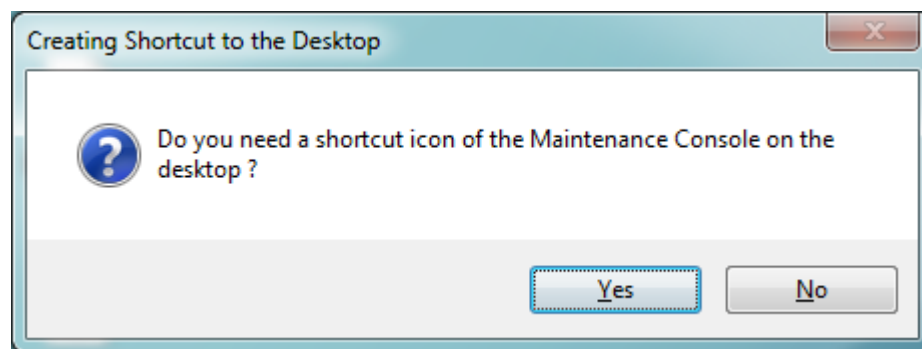 Creating Shortcut to the Desktop
Do you need a shortcut icon of the Maintenance Console on the
desktop ?
Yes
No